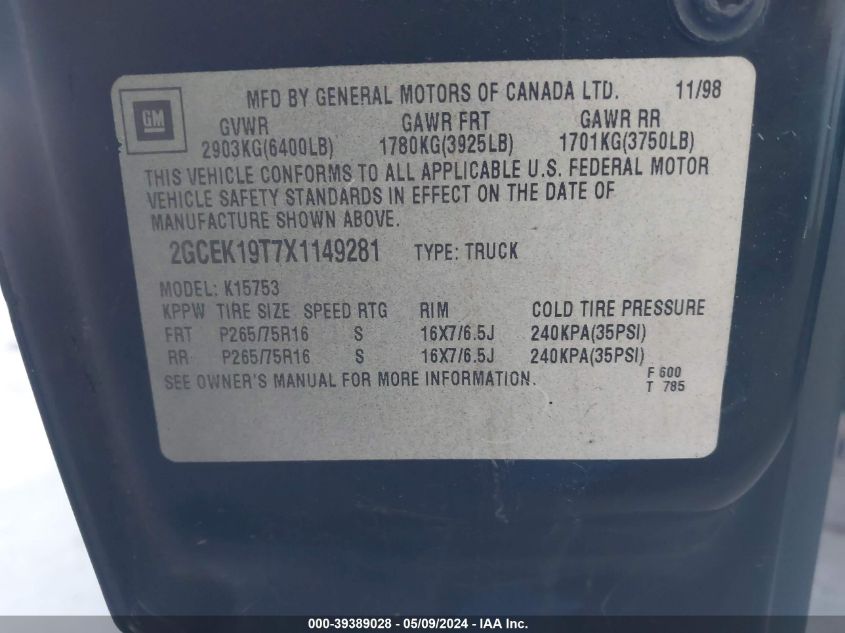 MFD BY GENERAL MOTORS OF CANADA LTD. 11/98
GM
GVWR GAWR FRT GAWR RR
2903KG(6400LB) 1780KG(3925LB) 1701KG(3750LB)
THIS VEHICLE CONFORMS TO ALL APPLICABLE U.S. FEDERAL MOTOR
VEHICLE SAFETY STANDARDS IN EFFECT ON THE DATE OF
MANUFACTURE SHOWN ABOVE.
2GCEK19T7X1149281 TYPE: TRUCK
MODEL: K15753
KPPW TIRE SIZE SPEED RTG RIM COLD TIRE PRESSURE
FRT P265/75R16 S 16X7/6.5J 240KPA(35PSI)
RR P265/75R16 S 16X7/6.5J 240KPA(35PSI)
SEE OWNER'S MANUAL FOR MORE INFORMATION.
F 600
T 785
000-39389028 - 05/09/2024 - IAA Inc.